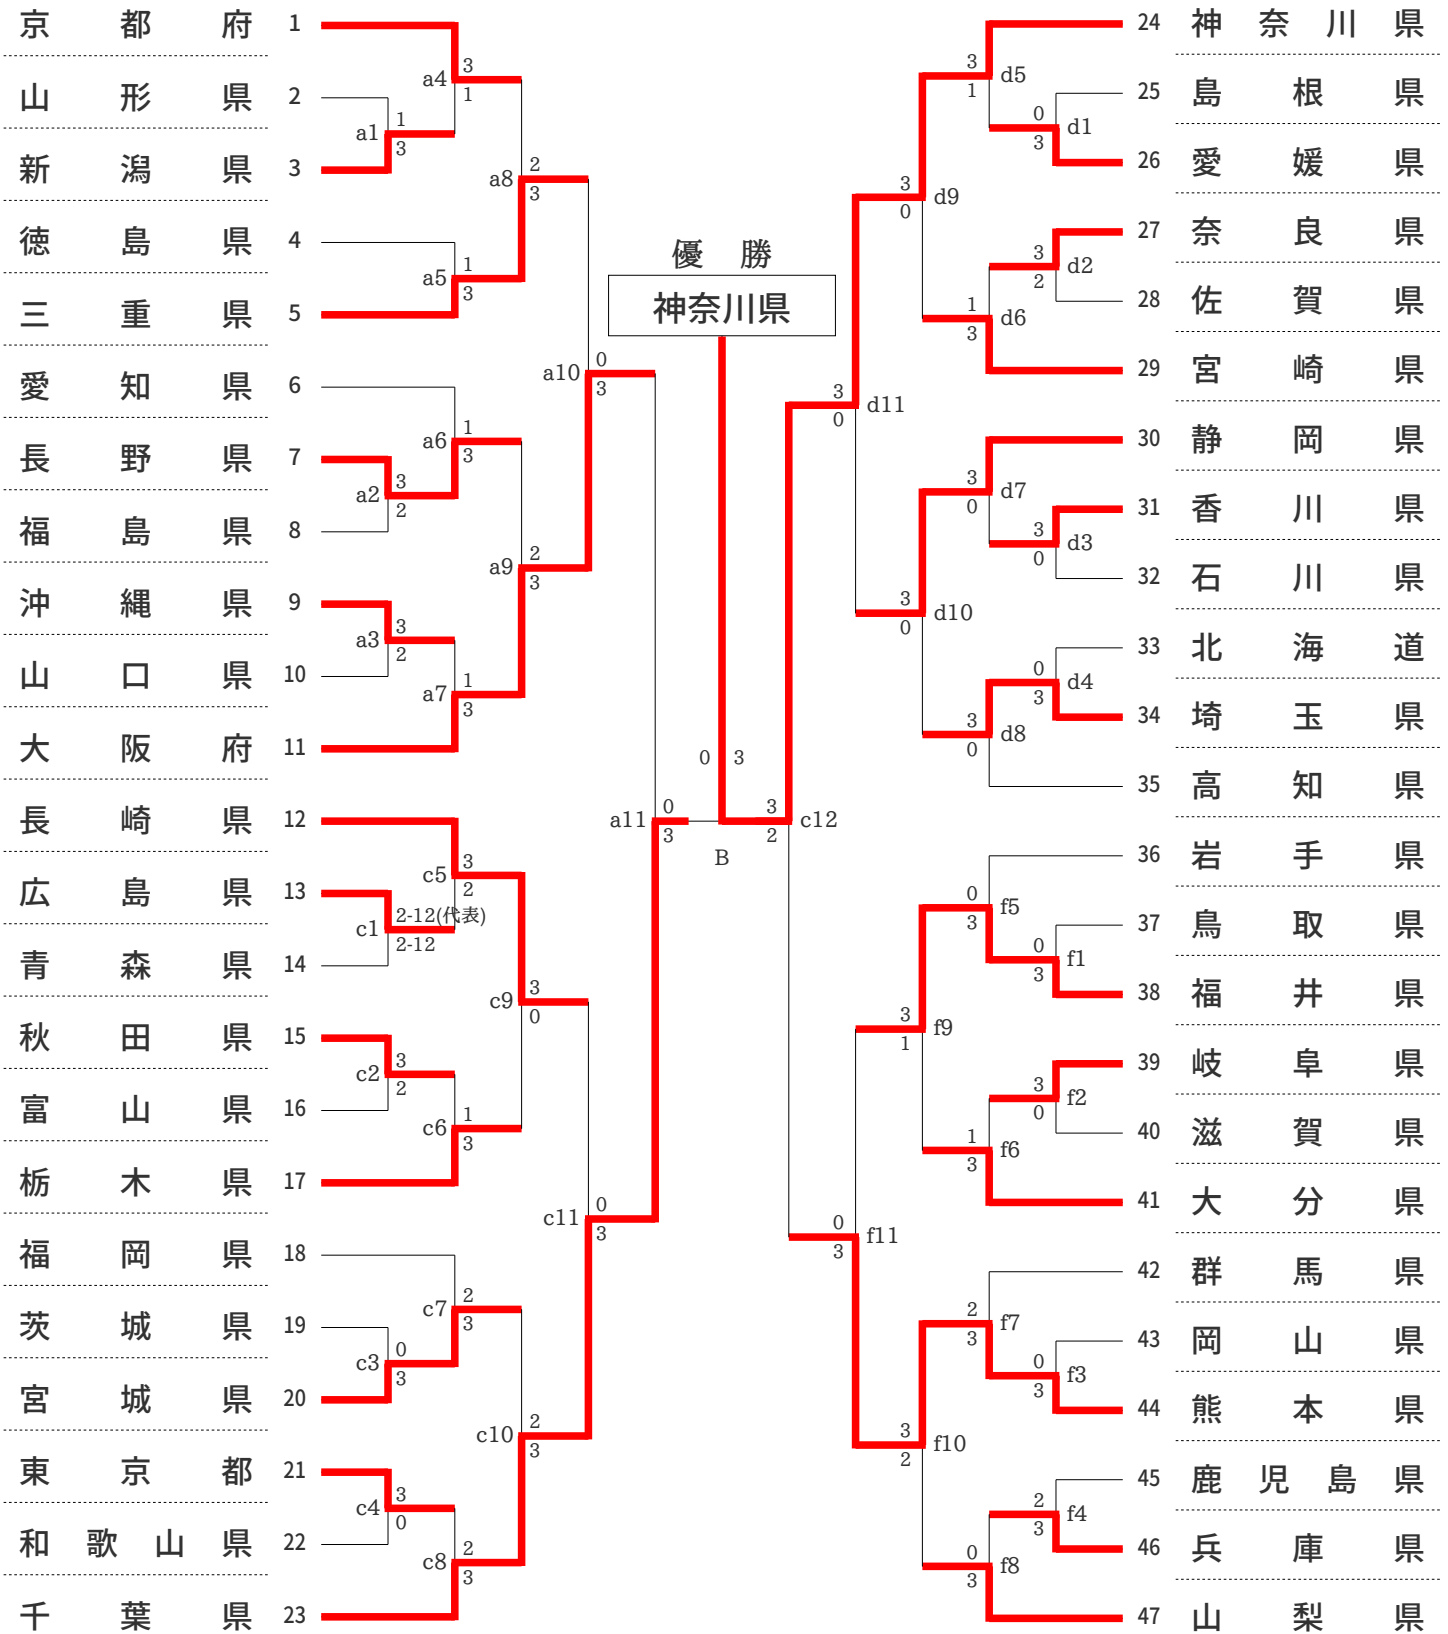 京都府 1
山形県 2
新潟県 3
徳島県 4
三重県 5
愛知県 6
長野県 7
福島県 8
沖縄県 9
山口県 10
大阪府 11
長崎県 12
広島県 13
青森県 14
秋田県 15
富山県 16
栃木県 17
福岡県 18
茨城県 19
宮城県 20
東京都 21
和歌山県 22
千葉県 23
a4 3 1
a1 1 3
a8 2 3
a5 1 3
a10 0 3
a6 1 3
a2 3 2
a9 2 3
a3 3 2
a7 1 3
a11 0 3
c5 3 2
c1 2-12(代表) 2-12
c9 3 0
c2 3 2
c6 1 3
c11 0 3
c7 2 3
c3 0 3
c10 2 3
c4 3 0
c8 2 3
優勝
神奈川県
0 3
B
3 2 c12
3 1 d5
0 3 d1
3 0 d9
3 2 d2
1 3 d6
3 0 d11
3 0 d7
3 0 d3
3 0 d10
0 3 d4
3 0 d8
0 3 f5
0 3 f1
3 1 f9
3 0 f2
1 3 f6
0 3 f11
2 3 f7
0 3 f3
3 2 f10
2 3 f4
0 3 f8
24 神奈川県
25 島根県
26 愛媛県
27 奈良県
28 佐賀県
29 宮崎県
30 静岡県
31 香川県
32 石川県
33 北海道
34 埼玉県
35 高知県
36 岩手県
37 鳥取県
38 福井県
39 岐阜県
40 滋賀県
41 大分県
42 群馬県
43 岡山県
44 熊本県
45 鹿児島県
46 兵庫県
47 山梨県